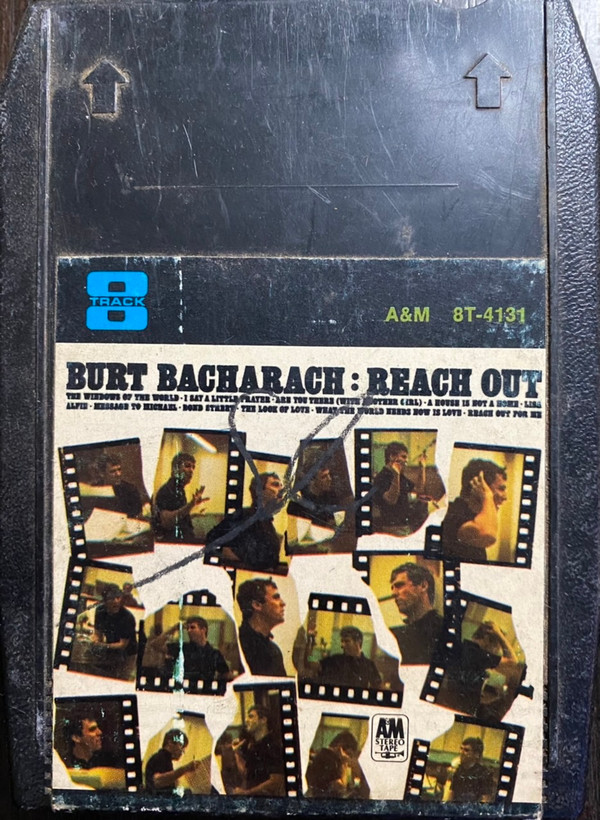 8
TRACK
A&M 8T-4131
BURT BACHARACH : REACH OUT
THE WINDOWS OF THE WORLD · I SAY A LITTLE PRAYER · ARE YOU THERE (WITH ANOTHER GIRL) · A HOUSE IS NOT A HOME · LISA
ALFIE · MESSAGE TO MICHAEL · BOND STREET · THE LOOK OF LOVE · WHAT THE WORLD NEEDS NOW IS LOVE · REACH OUT FOR ME
AM
STEREO
TAPE